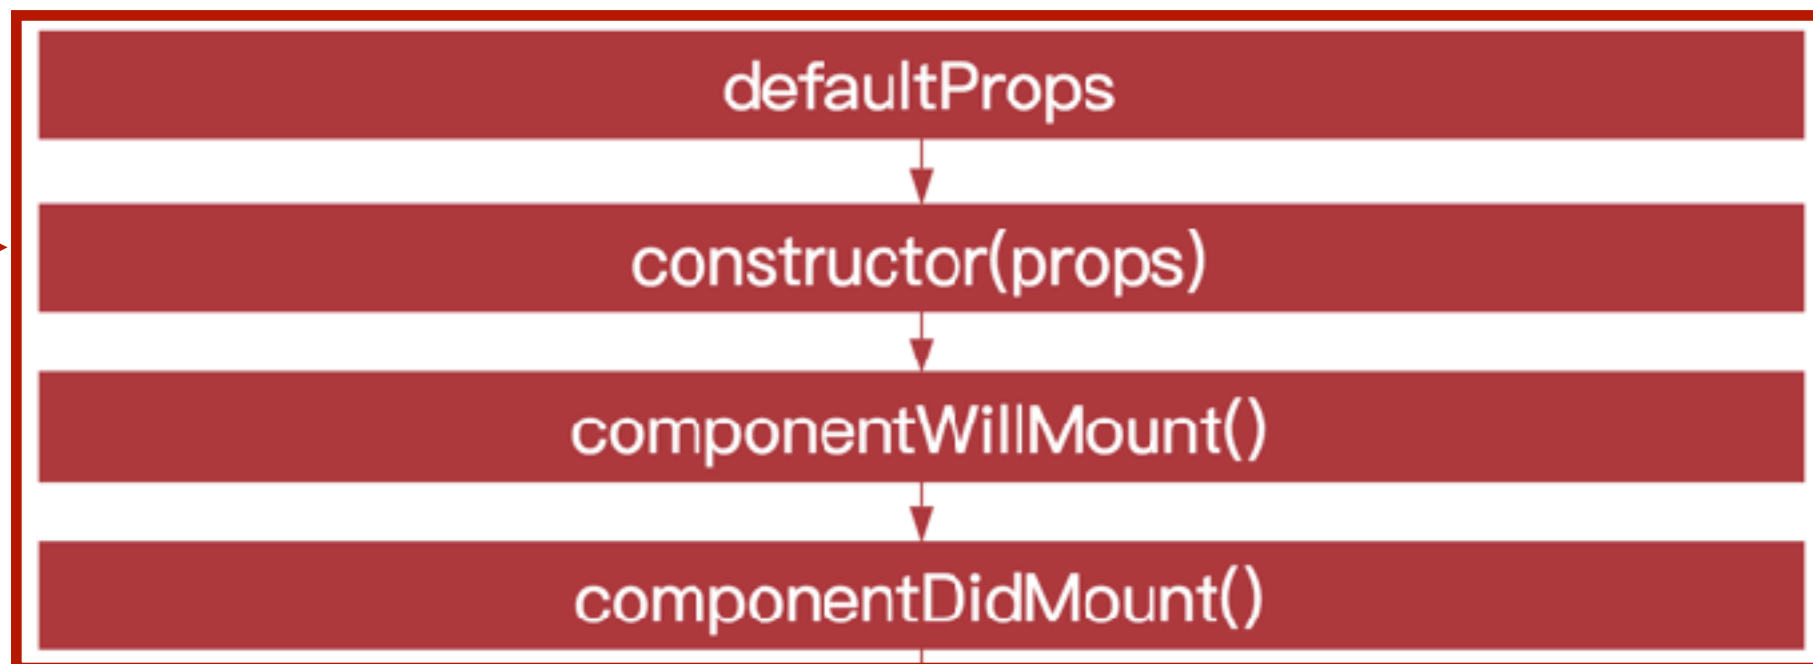 defaultProps
constructor(props)
componentWillMount()
componentDidMount()